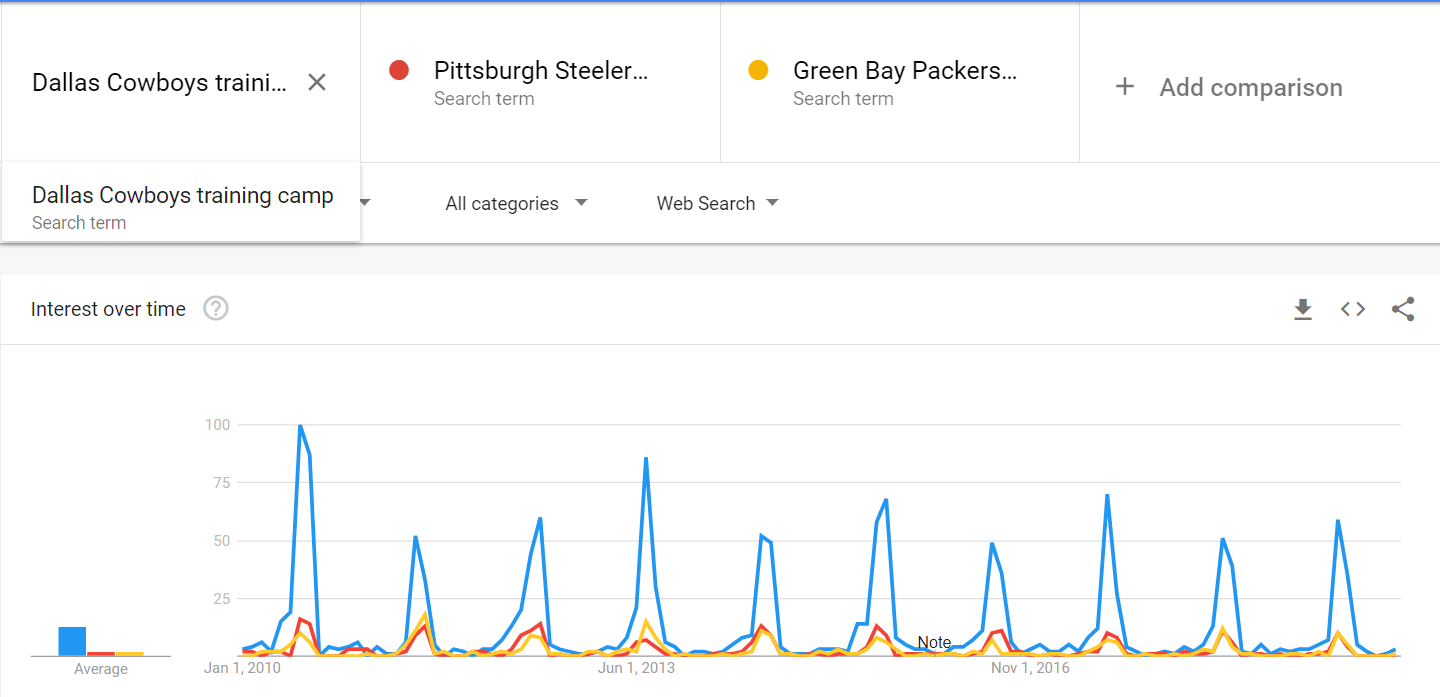 Dallas Cowboys traini...
Pittsburgh Steeler...
Search term
Green Bay Packers...
Search term
+ Add comparison
Dallas Cowboys training camp
Search term
All categories
Web Search
Interest over time
?
100
75
50
25
Note
Average
Jan 1, 2010
Jun 1, 2013
Nov 1, 2016